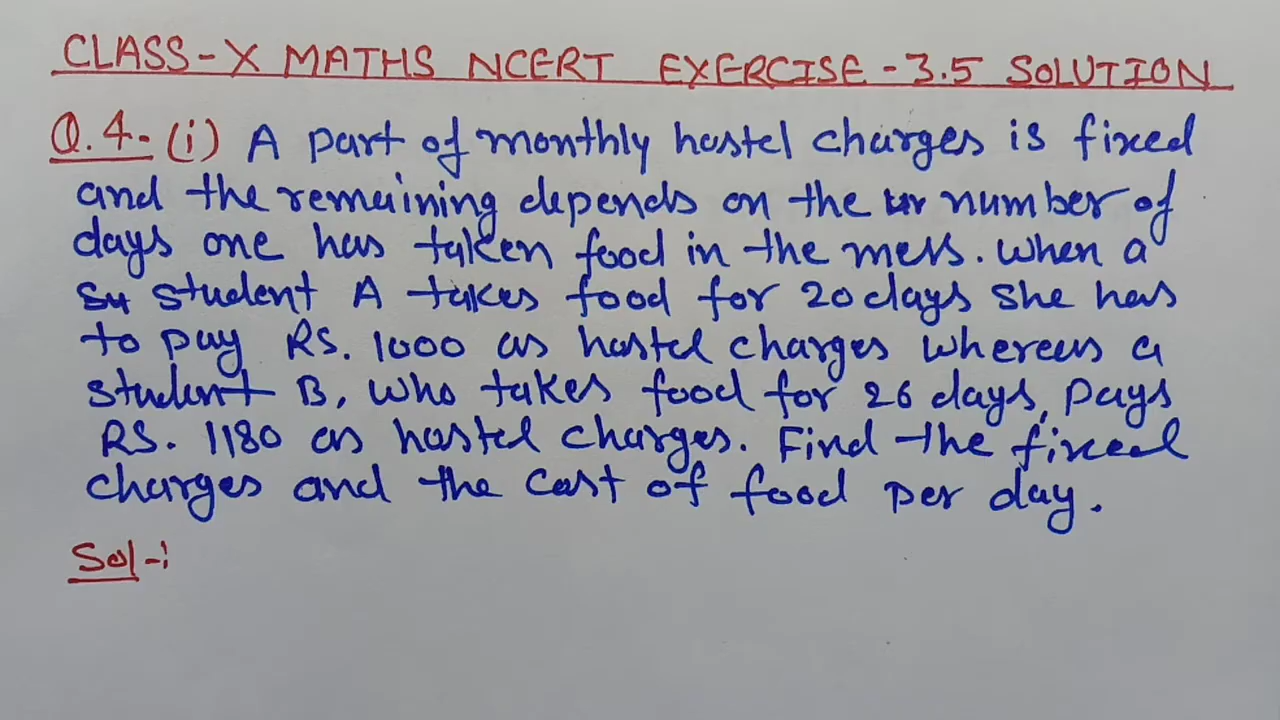 CLASS-X MATHS NCERT EXERCISE-3.5 SOLUTION
Q.4-(i) A part of monthly hostel charges is fixed
and the remaining depends on the number of
days one has taken food in the mess. When a
student A takes food for 20 days she has
to pay RS. 1000 as hostel charges whereas a
student B, who takes food for 26 days, pays
RS. 1180 as hostel charges. Find the fixed
charges and the cost of food per day.
Sol-: